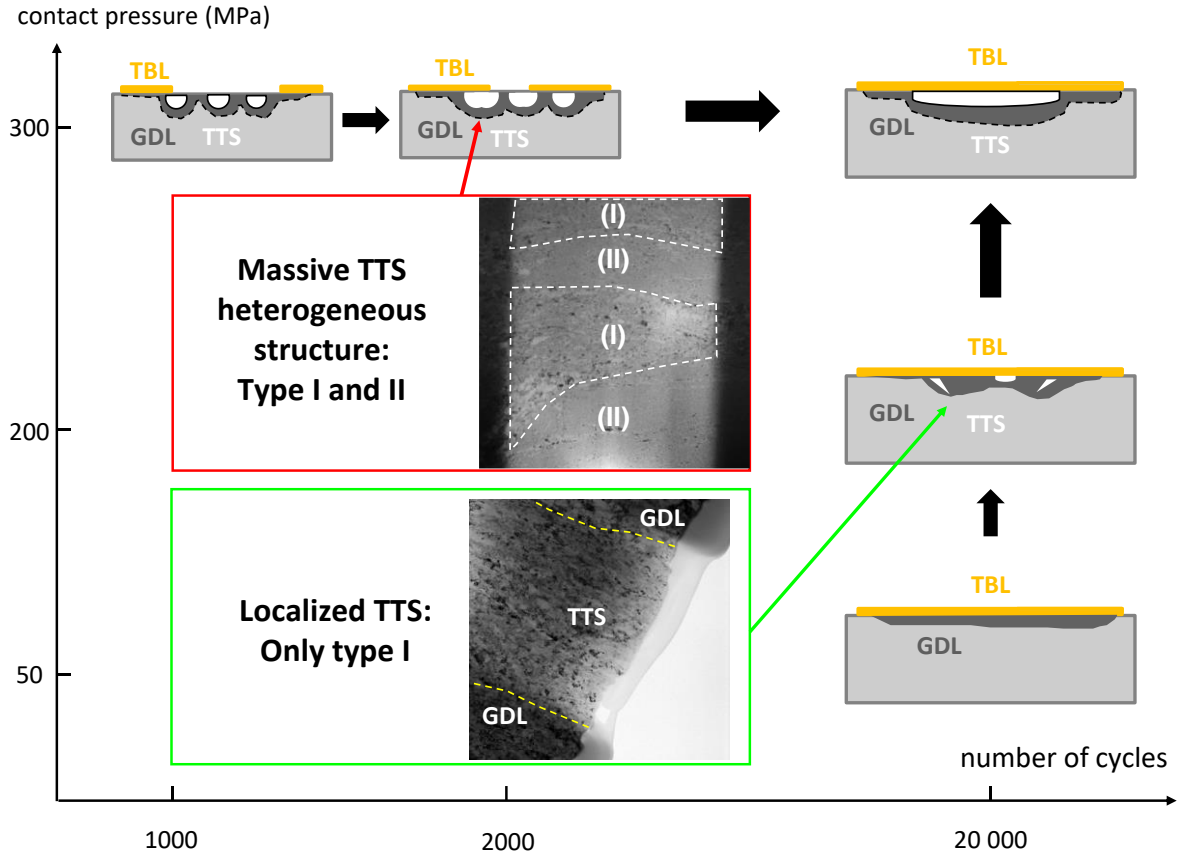 contact pressure (MPa)
300
200
50
TBL
GDL
TTS
TBL
GDL
TTS
TBL
GDL
TTS
Massive TTS
heterogeneous
structure:
Type I and II
(I)
(II)
(I)
(II)
TBL
GDL
TTS
Localized TTS:
Only type I
GDL
TTS
GDL
TBL
GDL
number of cycles
1000
2000
20 000